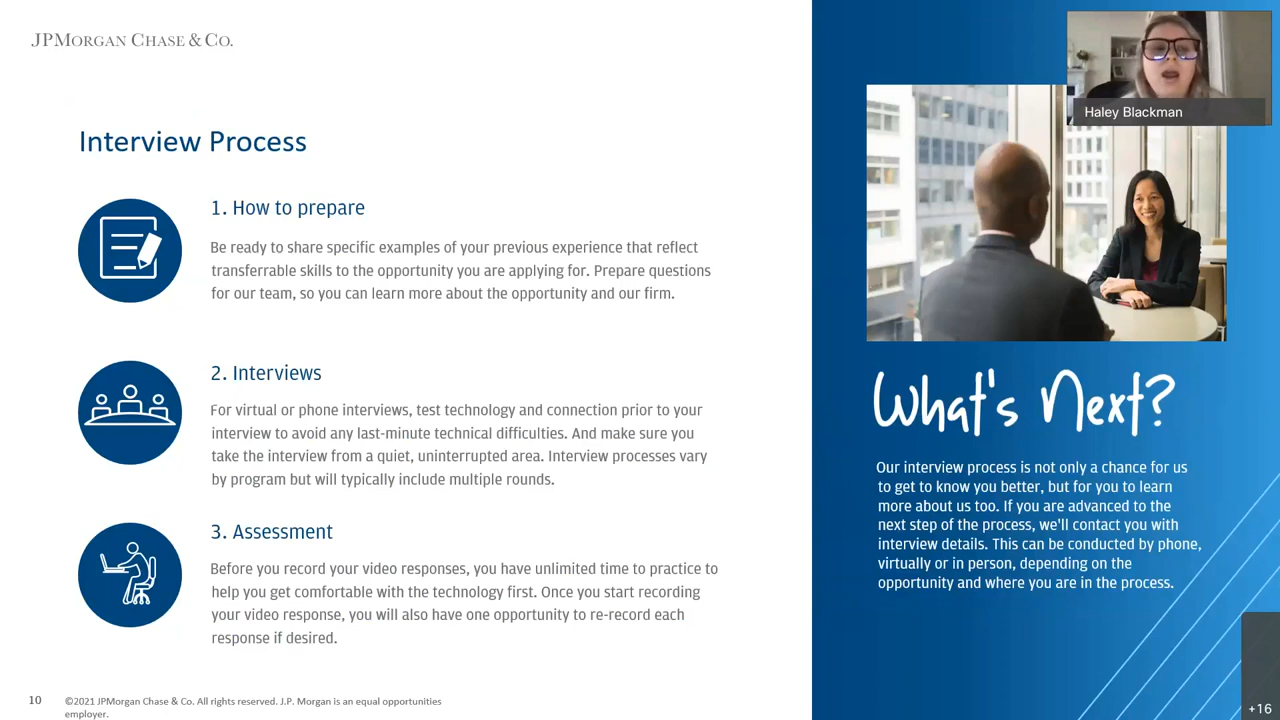 JPMORGAN CHASE & CO.
Interview Process
1. How to prepare
Be ready to share specific examples of your previous experience that reflect
transferrable skills to the opportunity you are applying for. Prepare questions
for our team, so you can learn more about the opportunity and our firm.
2. Interviews
For virtual or phone interviews, test technology and connection prior to your
interview to avoid any last-minute technical difficulties. And make sure you
take the interview from a quiet, uninterrupted area. Interview processes vary
by program but will typically include multiple rounds.
3. Assessment
Before you record your video responses, you have unlimited time to practice to
help you get comfortable with the technology first. Once you start recording
your video response, you will also have one opportunity to re-record each
response if desired.
10
©2021 JPMorgan Chase & Co. All rights reserved. J.P. Morgan is an equal opportunities
employer.
Haley Blackman
What's Next?
Our interview process is not only a chance for us
to get to know you better, but for you to learn
more about us too. If you are advanced to the
next step of the process, we'll contact you with
interview details. This can be conducted by phone,
virtually or in person, depending on the
opportunity and where you are in the process.
+16